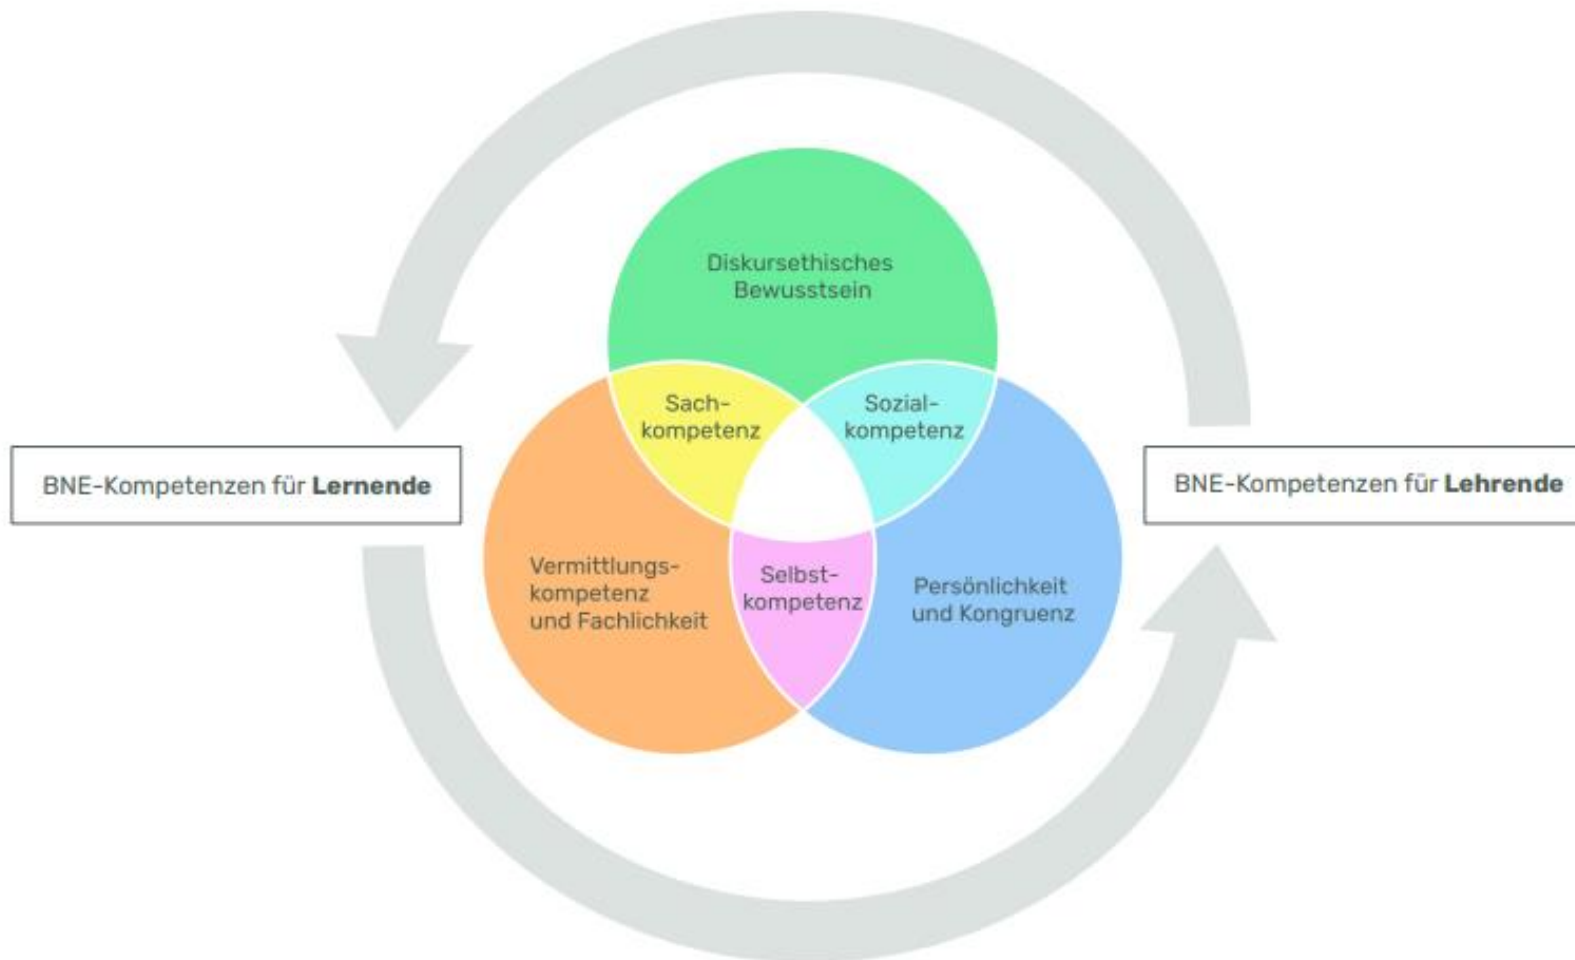 Diskursethisches
Bewusstsein
Sach-
kompetenz
Sozial-
kompetenz
BNE-Kompetenzen für Lernende
BNE-Kompetenzen für Lehrende
Vermittlungs-
kompetenz
und Fachlichkeit
Selbst-
kompetenz
Persönlichkeit
und Kongruenz